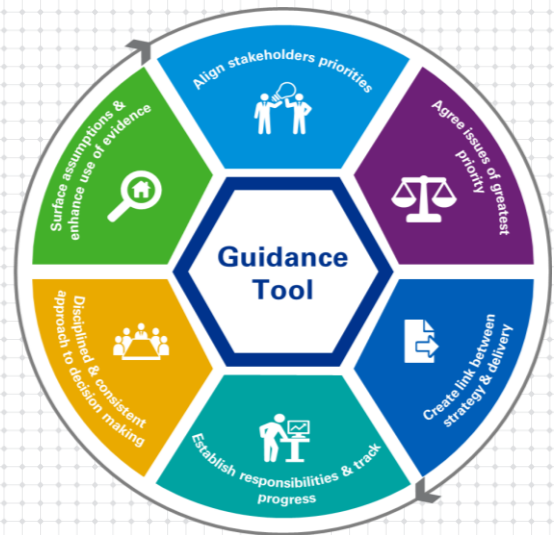 Align stakeholders priorities
Agree issues of greatest
priority
Create link between
strategy & delivery
Establish responsibilities & track
progress
Disciplined & consistent
approach to decision making
Surface assumptions &
enhance use of evidence
Guidance
Tool